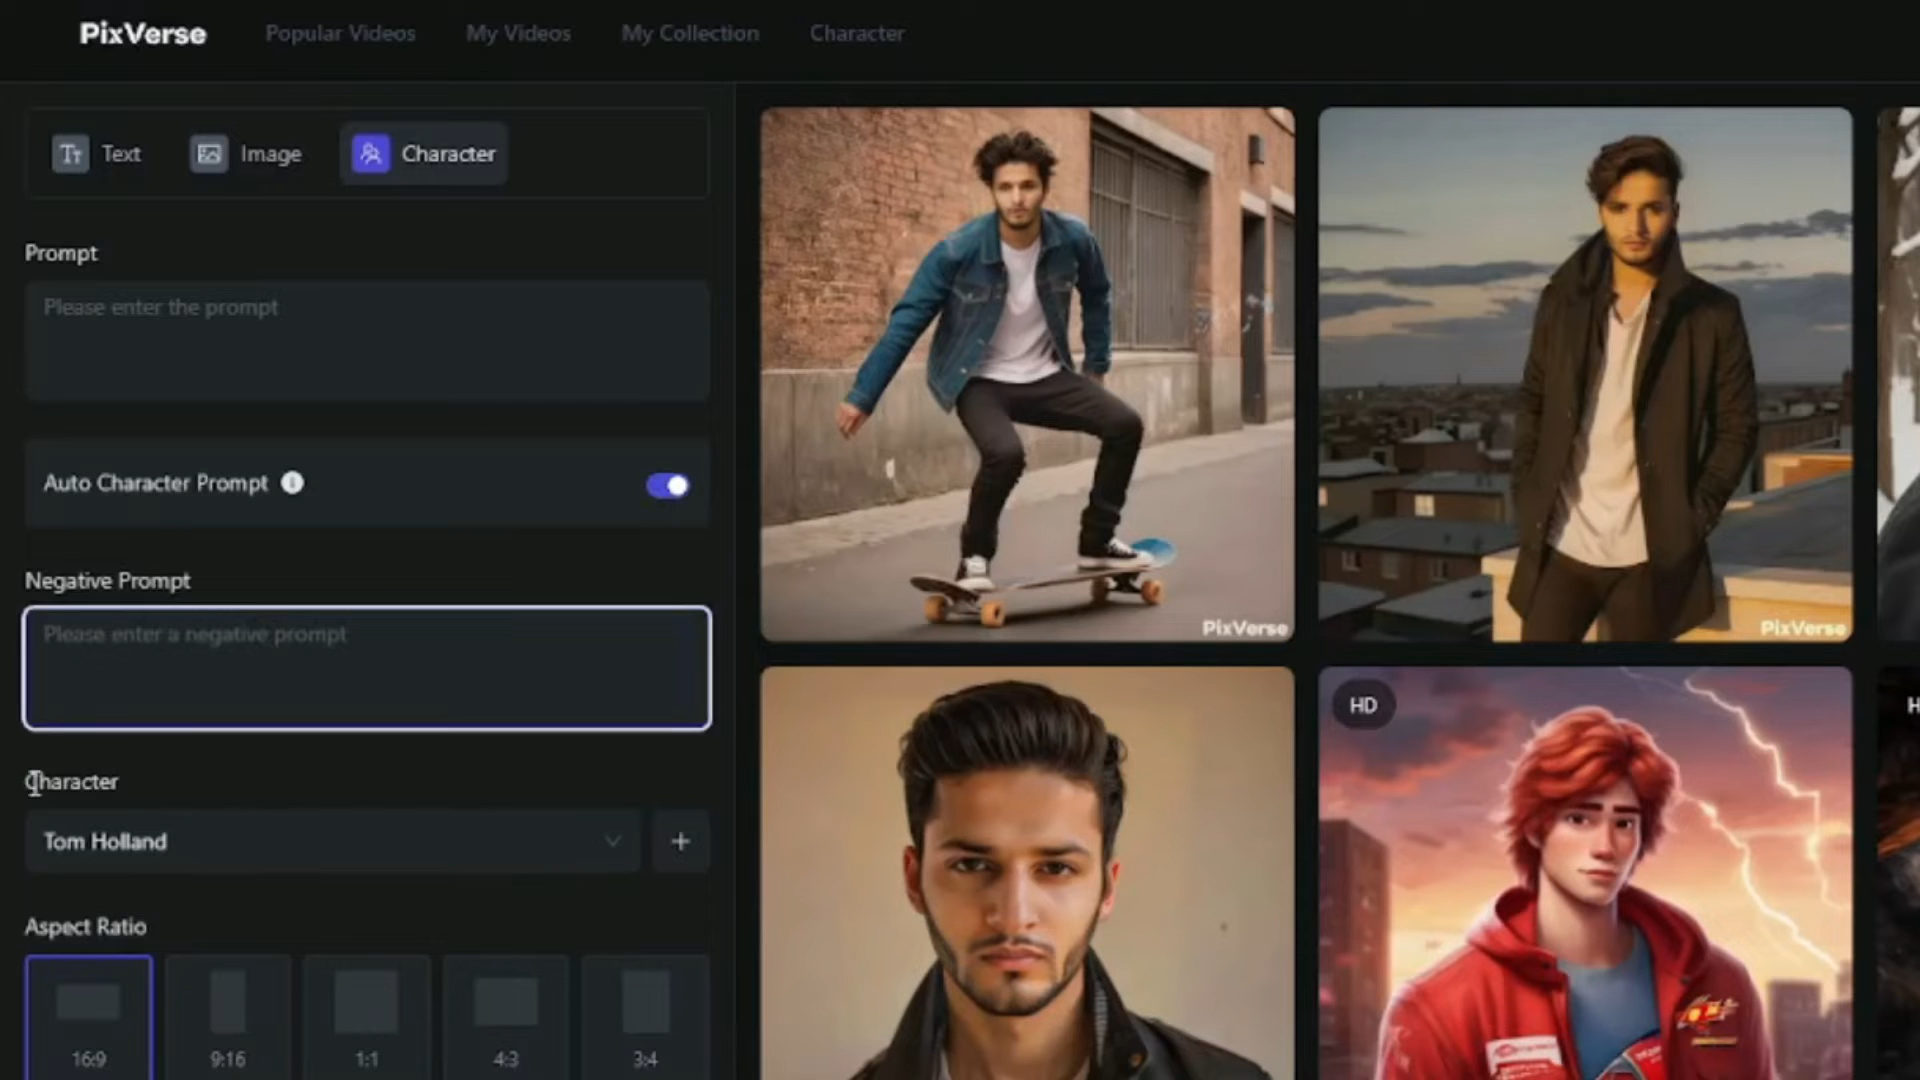 PixVerse Popular Videos My Videos My Collection Character
Text Image Character
Prompt
Please enter the prompt
Auto Character Prompt
Negative Prompt
Please enter a negative prompt
Character
Tom Holland
Aspect Ratio
16:9 9:16 1:1 4:3 3:4
PixVerse
PixVerse
HD